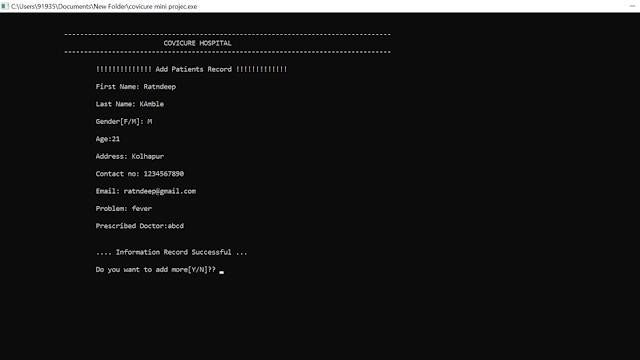 C:\Users\91935\Documents\New Folder\covicure mini projec.exe
--------------------------------------------------------------------------------
COVICURE HOSPITAL
--------------------------------------------------------------------------------
!!!!!!!!!!!!!! Add Patients Record !!!!!!!!!!!!!
First Name: Ratndeep
Last Name: KAmble
Gender[F/M]: M
Age:21
Address: Kolhapur
Contact no: 1234567890
Email: ratndeep@gmail.com
Problem: fever
Prescribed Doctor:abcd
.... Information Record Successful ...
Do you want to add more[Y/N]?? _